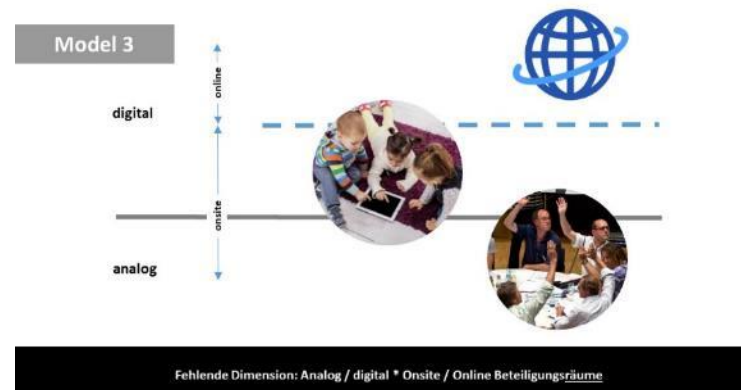 Model 3
online
digital
onsite
analog
Fehlende Dimension: Analog / digital * Onsite / Online Beteiligungsräume